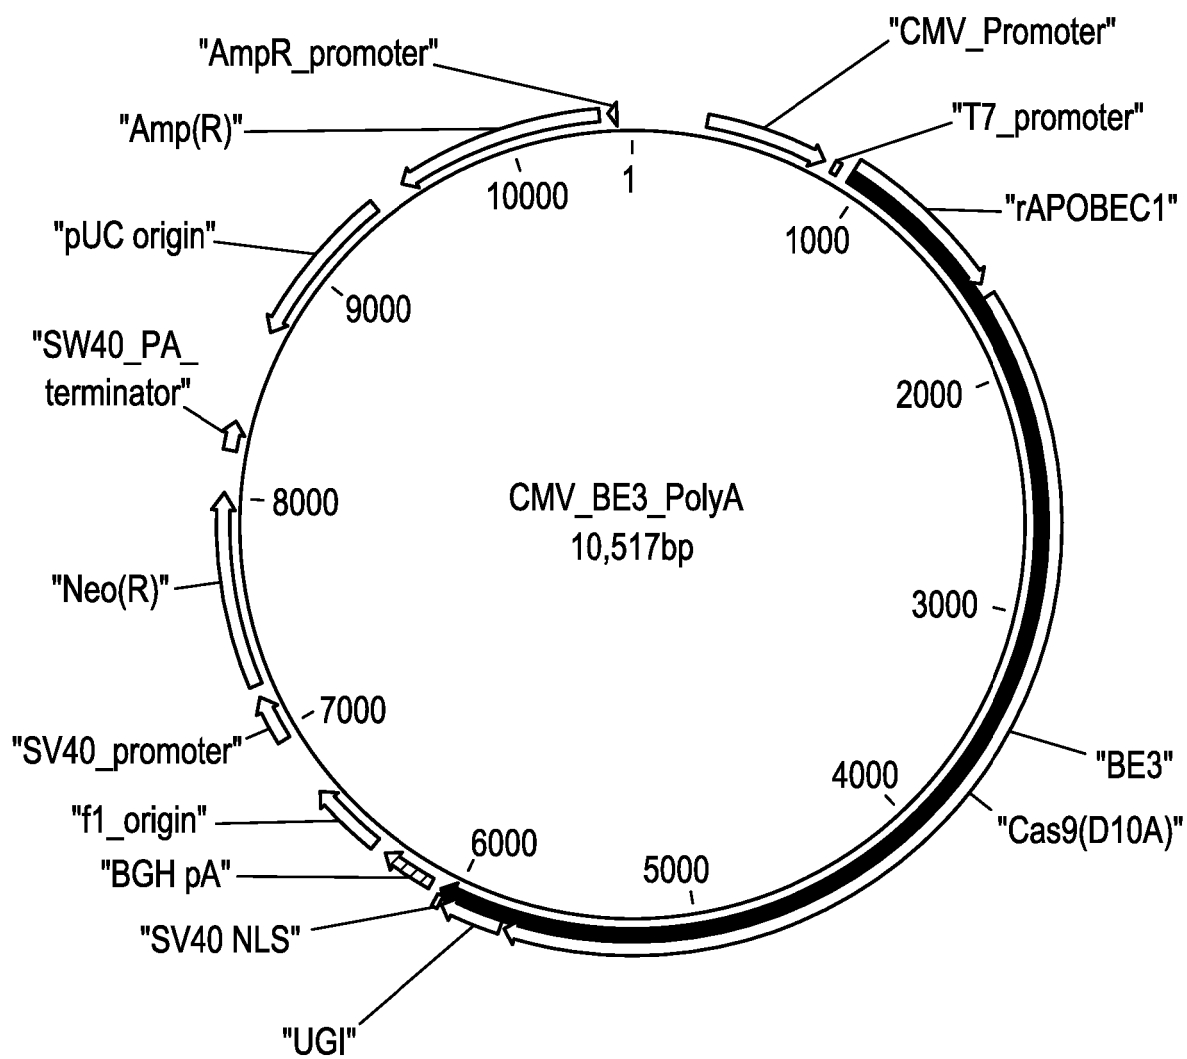 "CMV_Promoter"
"AmpR_promoter"
"T7_promoter"
"Amp(R)"
10000
1
"rAPOBEC1"
1000
"pUC origin"
9000
"SW40_PA_
terminator"
2000
8000
CMV_BE3_PolyA
10,517bp
"Neo(R)"
3000
7000
"SV40_promoter"
"BE3"
4000
"f1_origin"
"Cas9(D10A)"
6000
"BGH pA"
5000
"SV40 NLS"
"UGI"